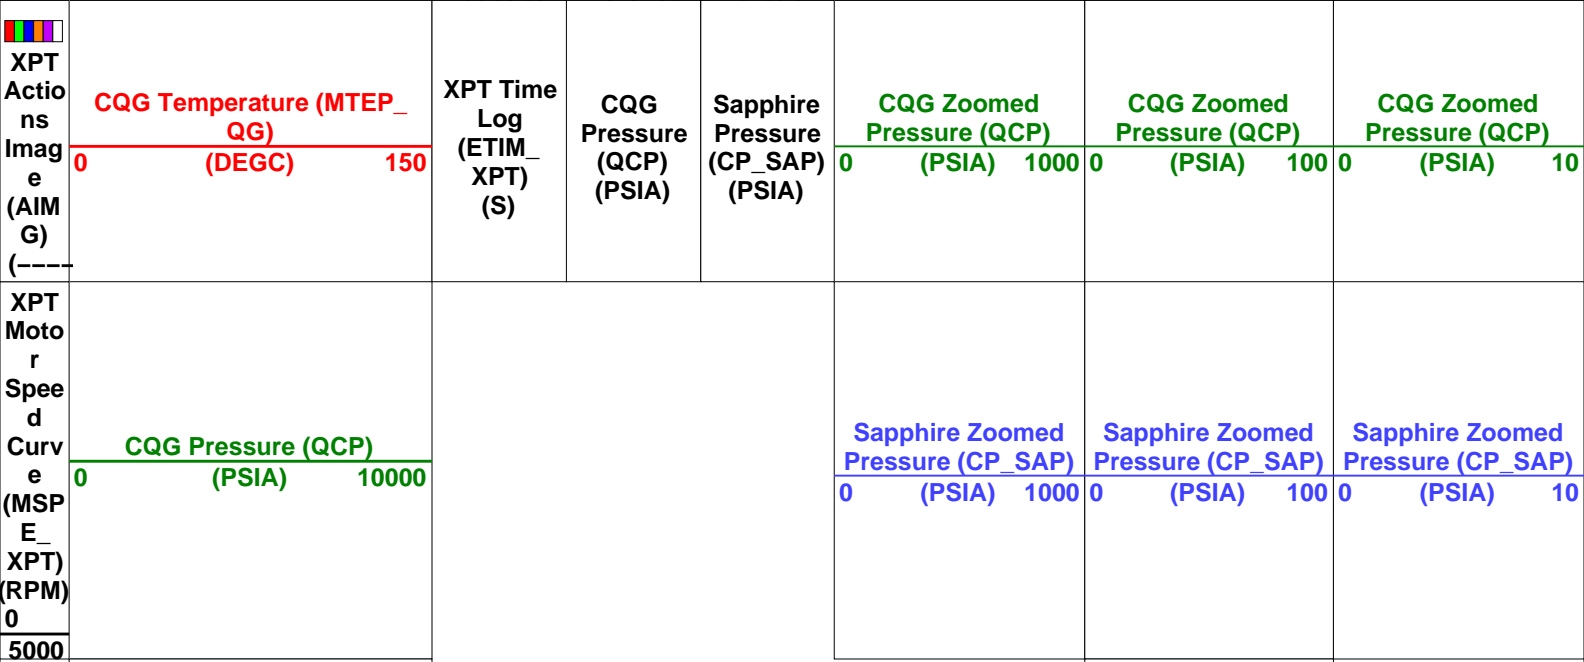 XPT
Actio
ns
Imag
e
(AIM
G)
(–––––
CQG Temperature (MTEP_
QG)
0 (DEGC) 150
XPT Time
Log
(ETIM_
XPT)
(S)
CQG
Pressure
(QCP)
(PSIA)
Sapphire
Pressure
(CP_SAP)
(PSIA)
CQG Zoomed
Pressure (QCP)
0 (PSIA) 1000
CQG Zoomed
Pressure (QCP)
0 (PSIA) 100
CQG Zoomed
Pressure (QCP)
0 (PSIA) 10
XPT
Moto
r
Spee
d
Curv
e
(MSP
E_
XPT)
(RPM)
0
5000
CQG Pressure (QCP)
0 (PSIA) 10000
Sapphire Zoomed
Pressure (CP_SAP)
0 (PSIA) 1000
Sapphire Zoomed
Pressure (CP_SAP)
0 (PSIA) 100
Sapphire Zoomed
Pressure (CP_SAP)
0 (PSIA) 10